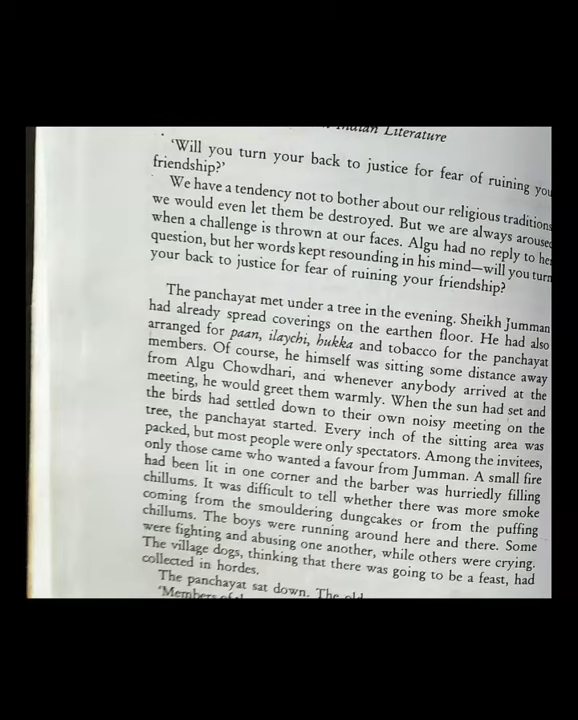 Indian Literature
'Will you turn your back to justice for fear of ruining you
friendship?'
We have a tendency not to bother about our religious traditions
we would even let them be destroyed. But we are always arouse
when a challenge is thrown at our faces. Algu had no reply to he
question, but her words kept resounding in his mind—will you turn
your back to justice for fear of ruining your friendship?
The panchayat met under a tree in the evening. Sheikh Jumman
had already spread coverings on the earthen floor. He had also
arranged for paan, ilaychi, hukka and tobacco for the panchayat
members. Of course, he himself was sitting some distance away
from Algu Chowdhari, and whenever anybody arrived at the
meeting, he would greet them warmly. When the sun had set and
the birds had settled down to their own noisy meeting on the
tree, the panchayat started. Every inch of the sitting area was
packed, but most people were only spectators. Among the invitees,
only those came who wanted a favour from Jumman. A small fire
had been lit in one corner and the barber was hurriedly filling
chillums. It was difficult to tell whether there was more smoke
coming from the smouldering dungcakes or from the puffing
chillums. The boys were running around here and there. Some
were fighting and abusing one another, while others were crying.
The village dogs, thinking that there was going to be a feast, had
collected in hordes.
The panchayat sat down. The old
'Members of the